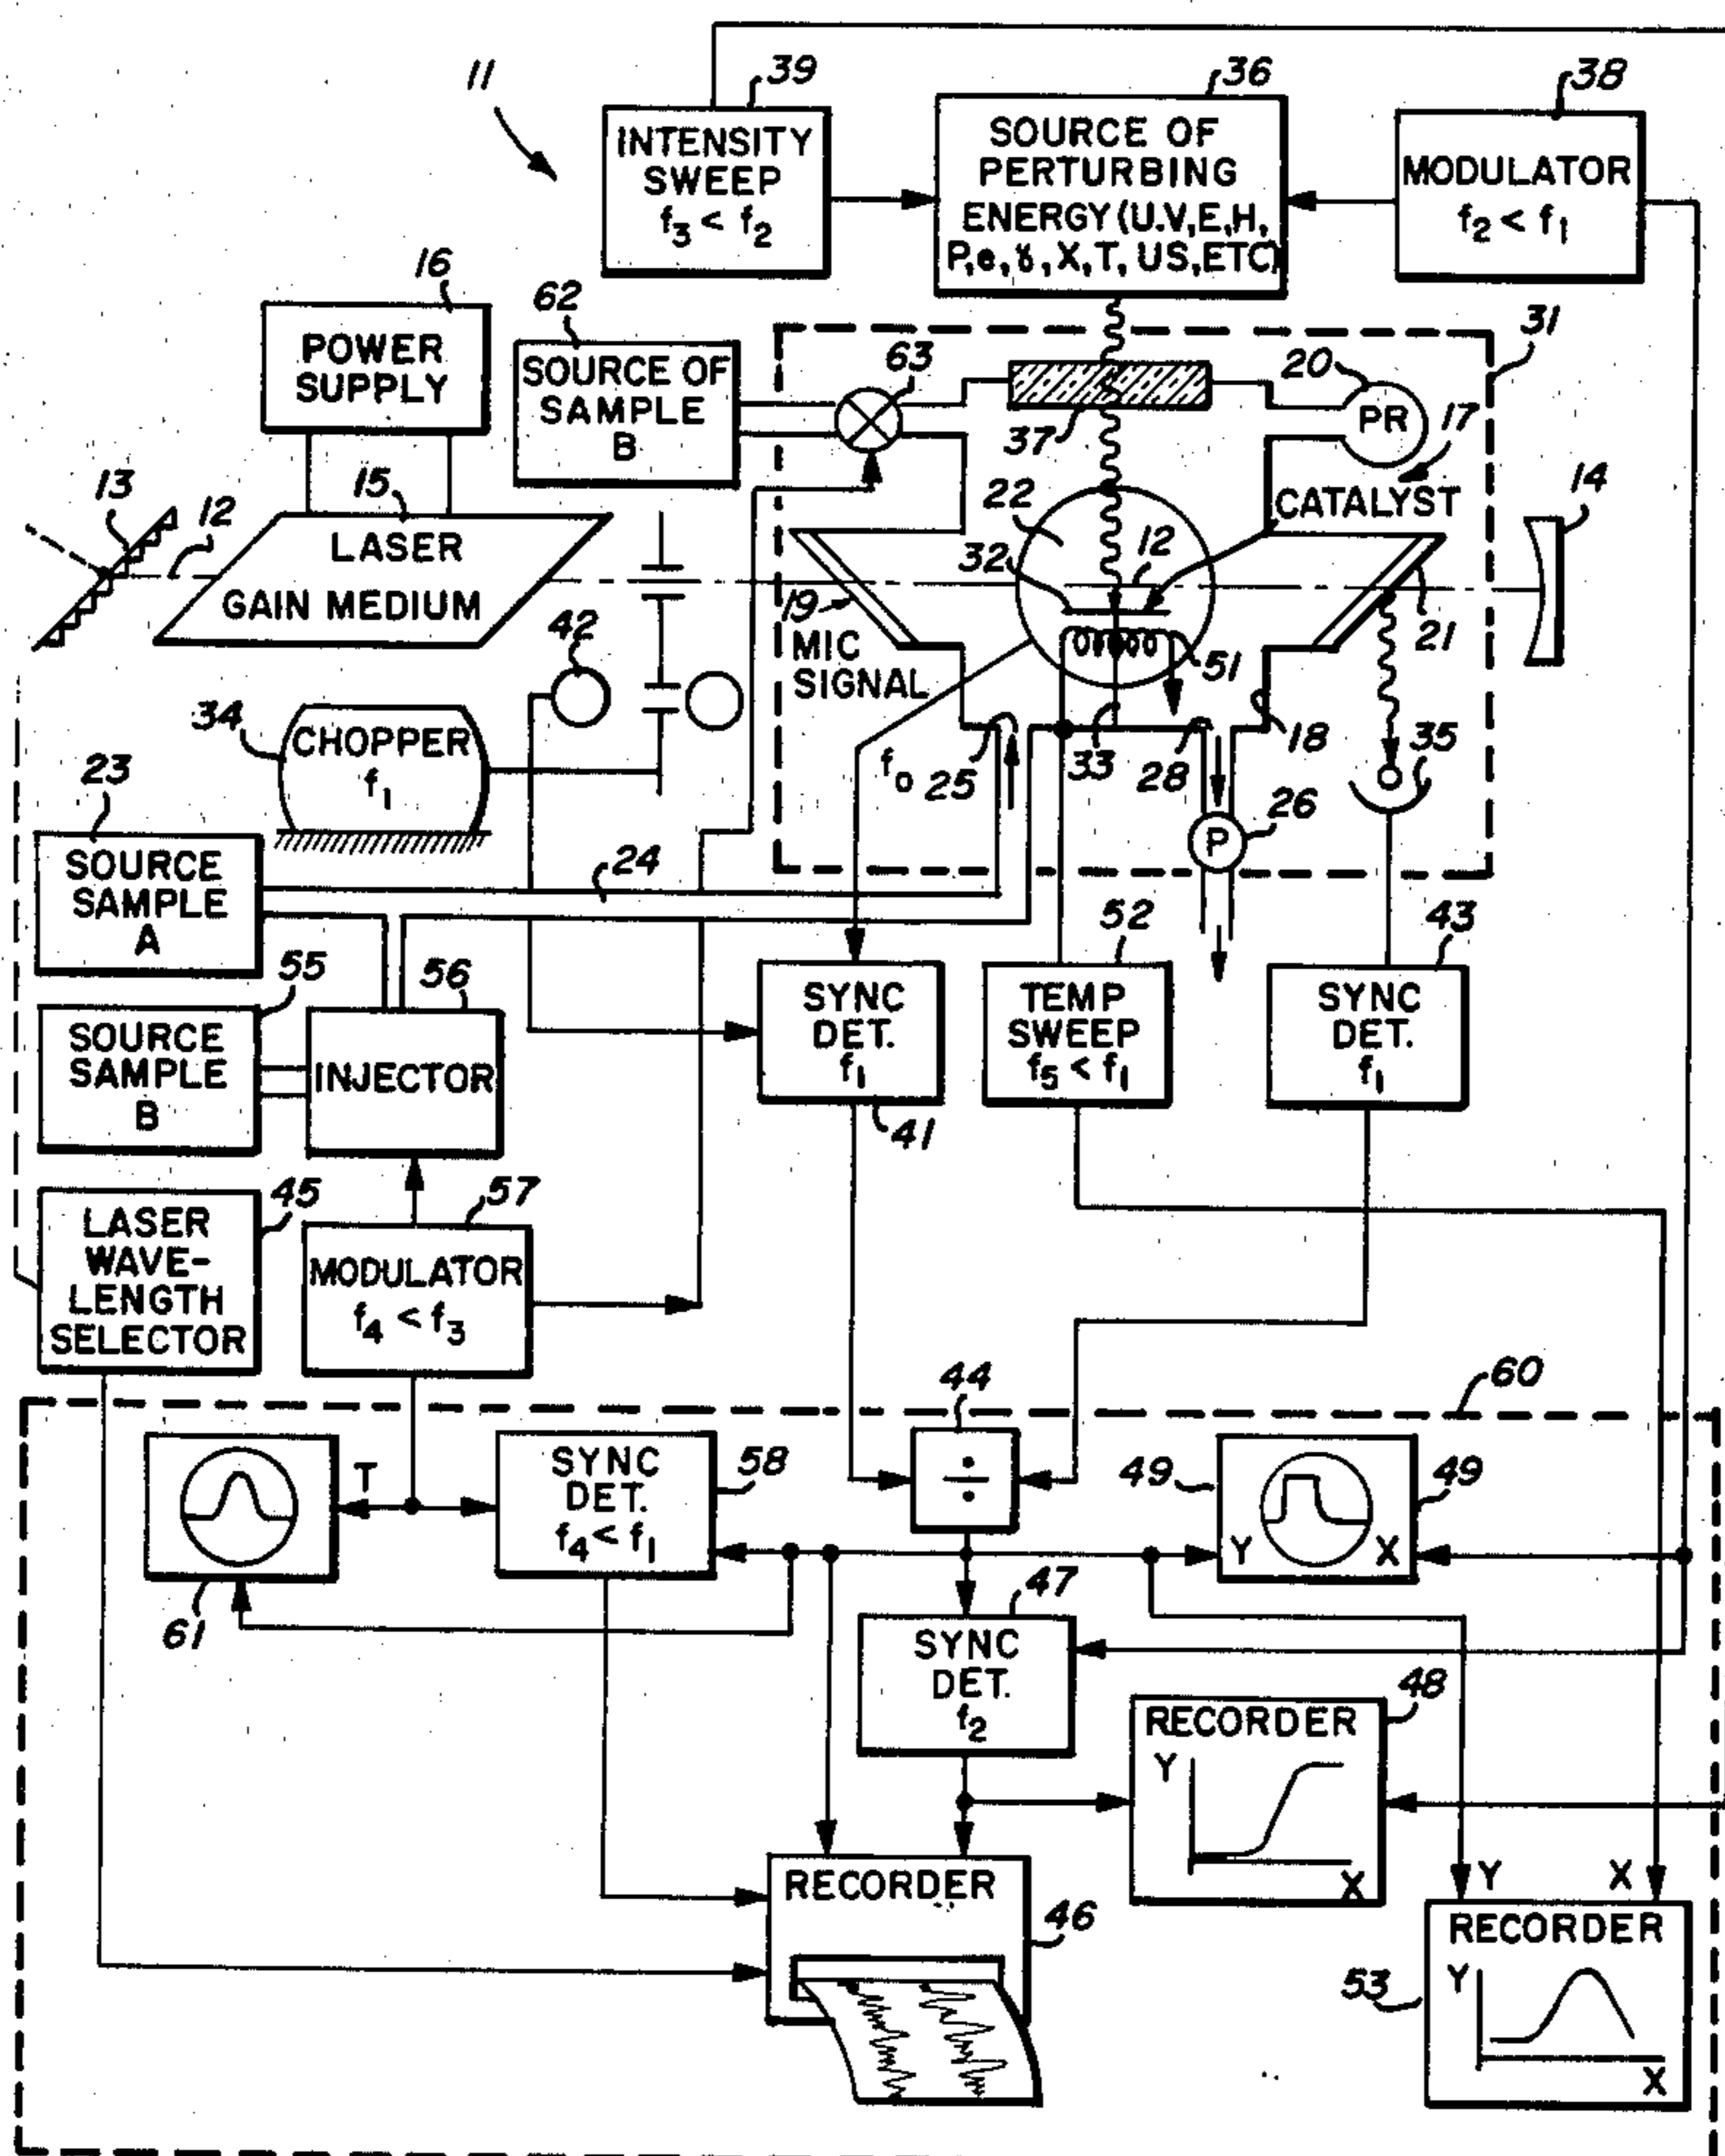 11
39
36
38
INTENSITY
SWEEP
f3 < f2
SOURCE OF
PERTURBING
ENERGY (U.V,E,H,
P,e,γ,X,T, US,ETC)
MODULATOR
f2 < f1
16
62
63
31
POWER
SUPPLY
SOURCE OF
SAMPLE
B
37
20
PR
17
13
12
15
22
CATALYST
14
LASER
GAIN MEDIUM
32
12
42
19
MIC
SIGNAL
51
21
34
CHOPPER
f1
fo
25
33
28
18
35
23
26
P
SOURCE
SAMPLE
A
24
52
43
55
56
SYNC
DET.
f1
TEMP
SWEEP
f5 < f1
SYNC
DET.
f1
SOURCE
SAMPLE
B
INJECTOR
41
45
57
LASER
WAVE-
LENGTH
SELECTOR
MODULATOR
f4 < f3
44
60
÷
T
SYNC
DET.
f4 < f1
58
49
49
Y
X
61
47
SYNC
DET.
f2
48
RECORDER
Y
X
RECORDER
46
Y
X
RECORDER
53
Y
X